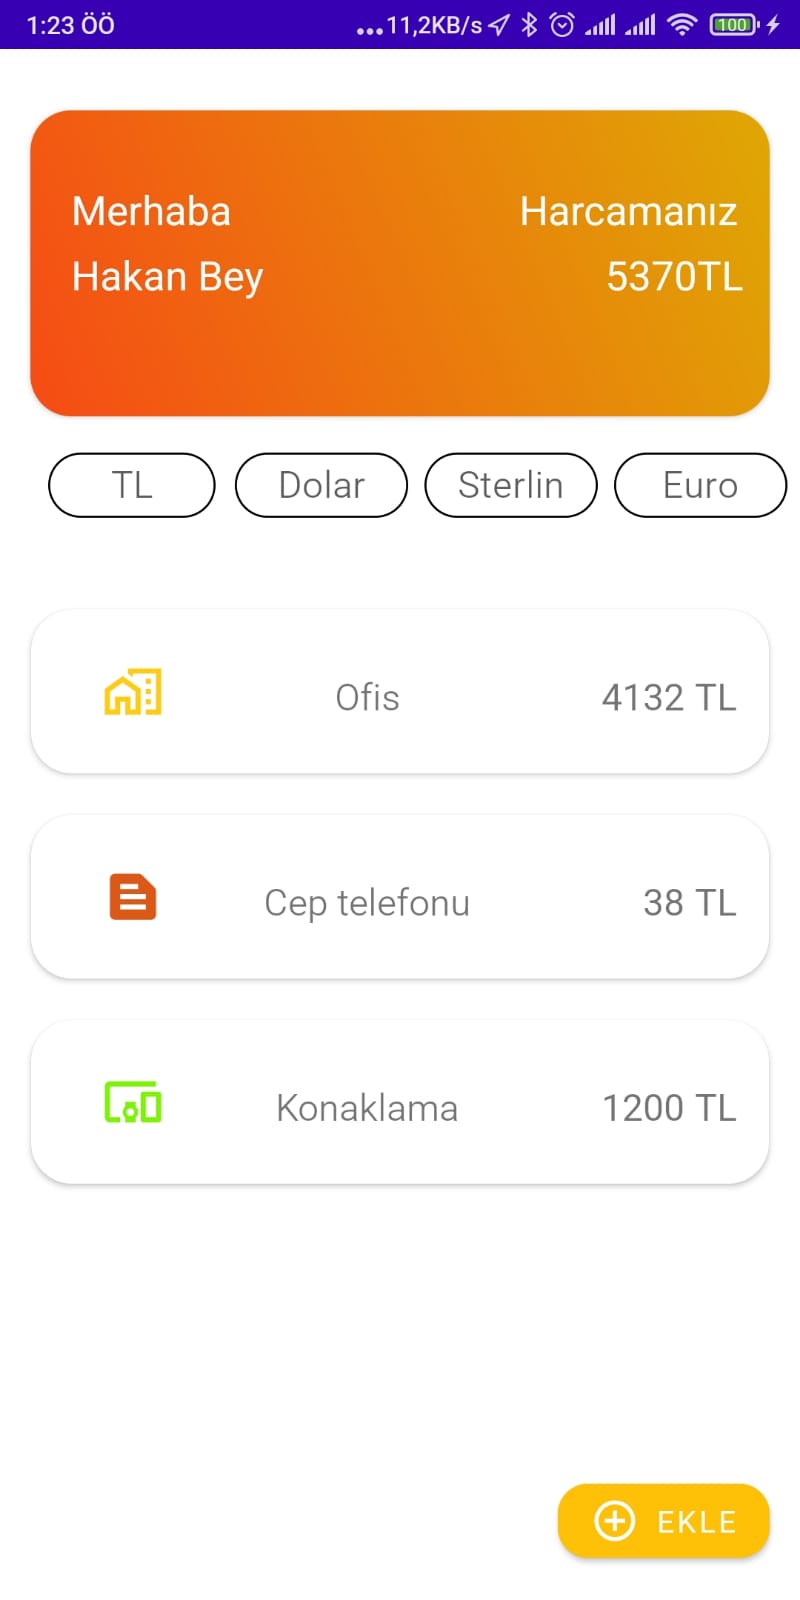 1:23 ÖÖ ...11,2KB/s 100
Merhaba Harcamanız
Hakan Bey 5370TL
TL Dolar Sterlin Euro
Ofis 4132 TL
Cep telefonu 38 TL
Konaklama 1200 TL
EKLE